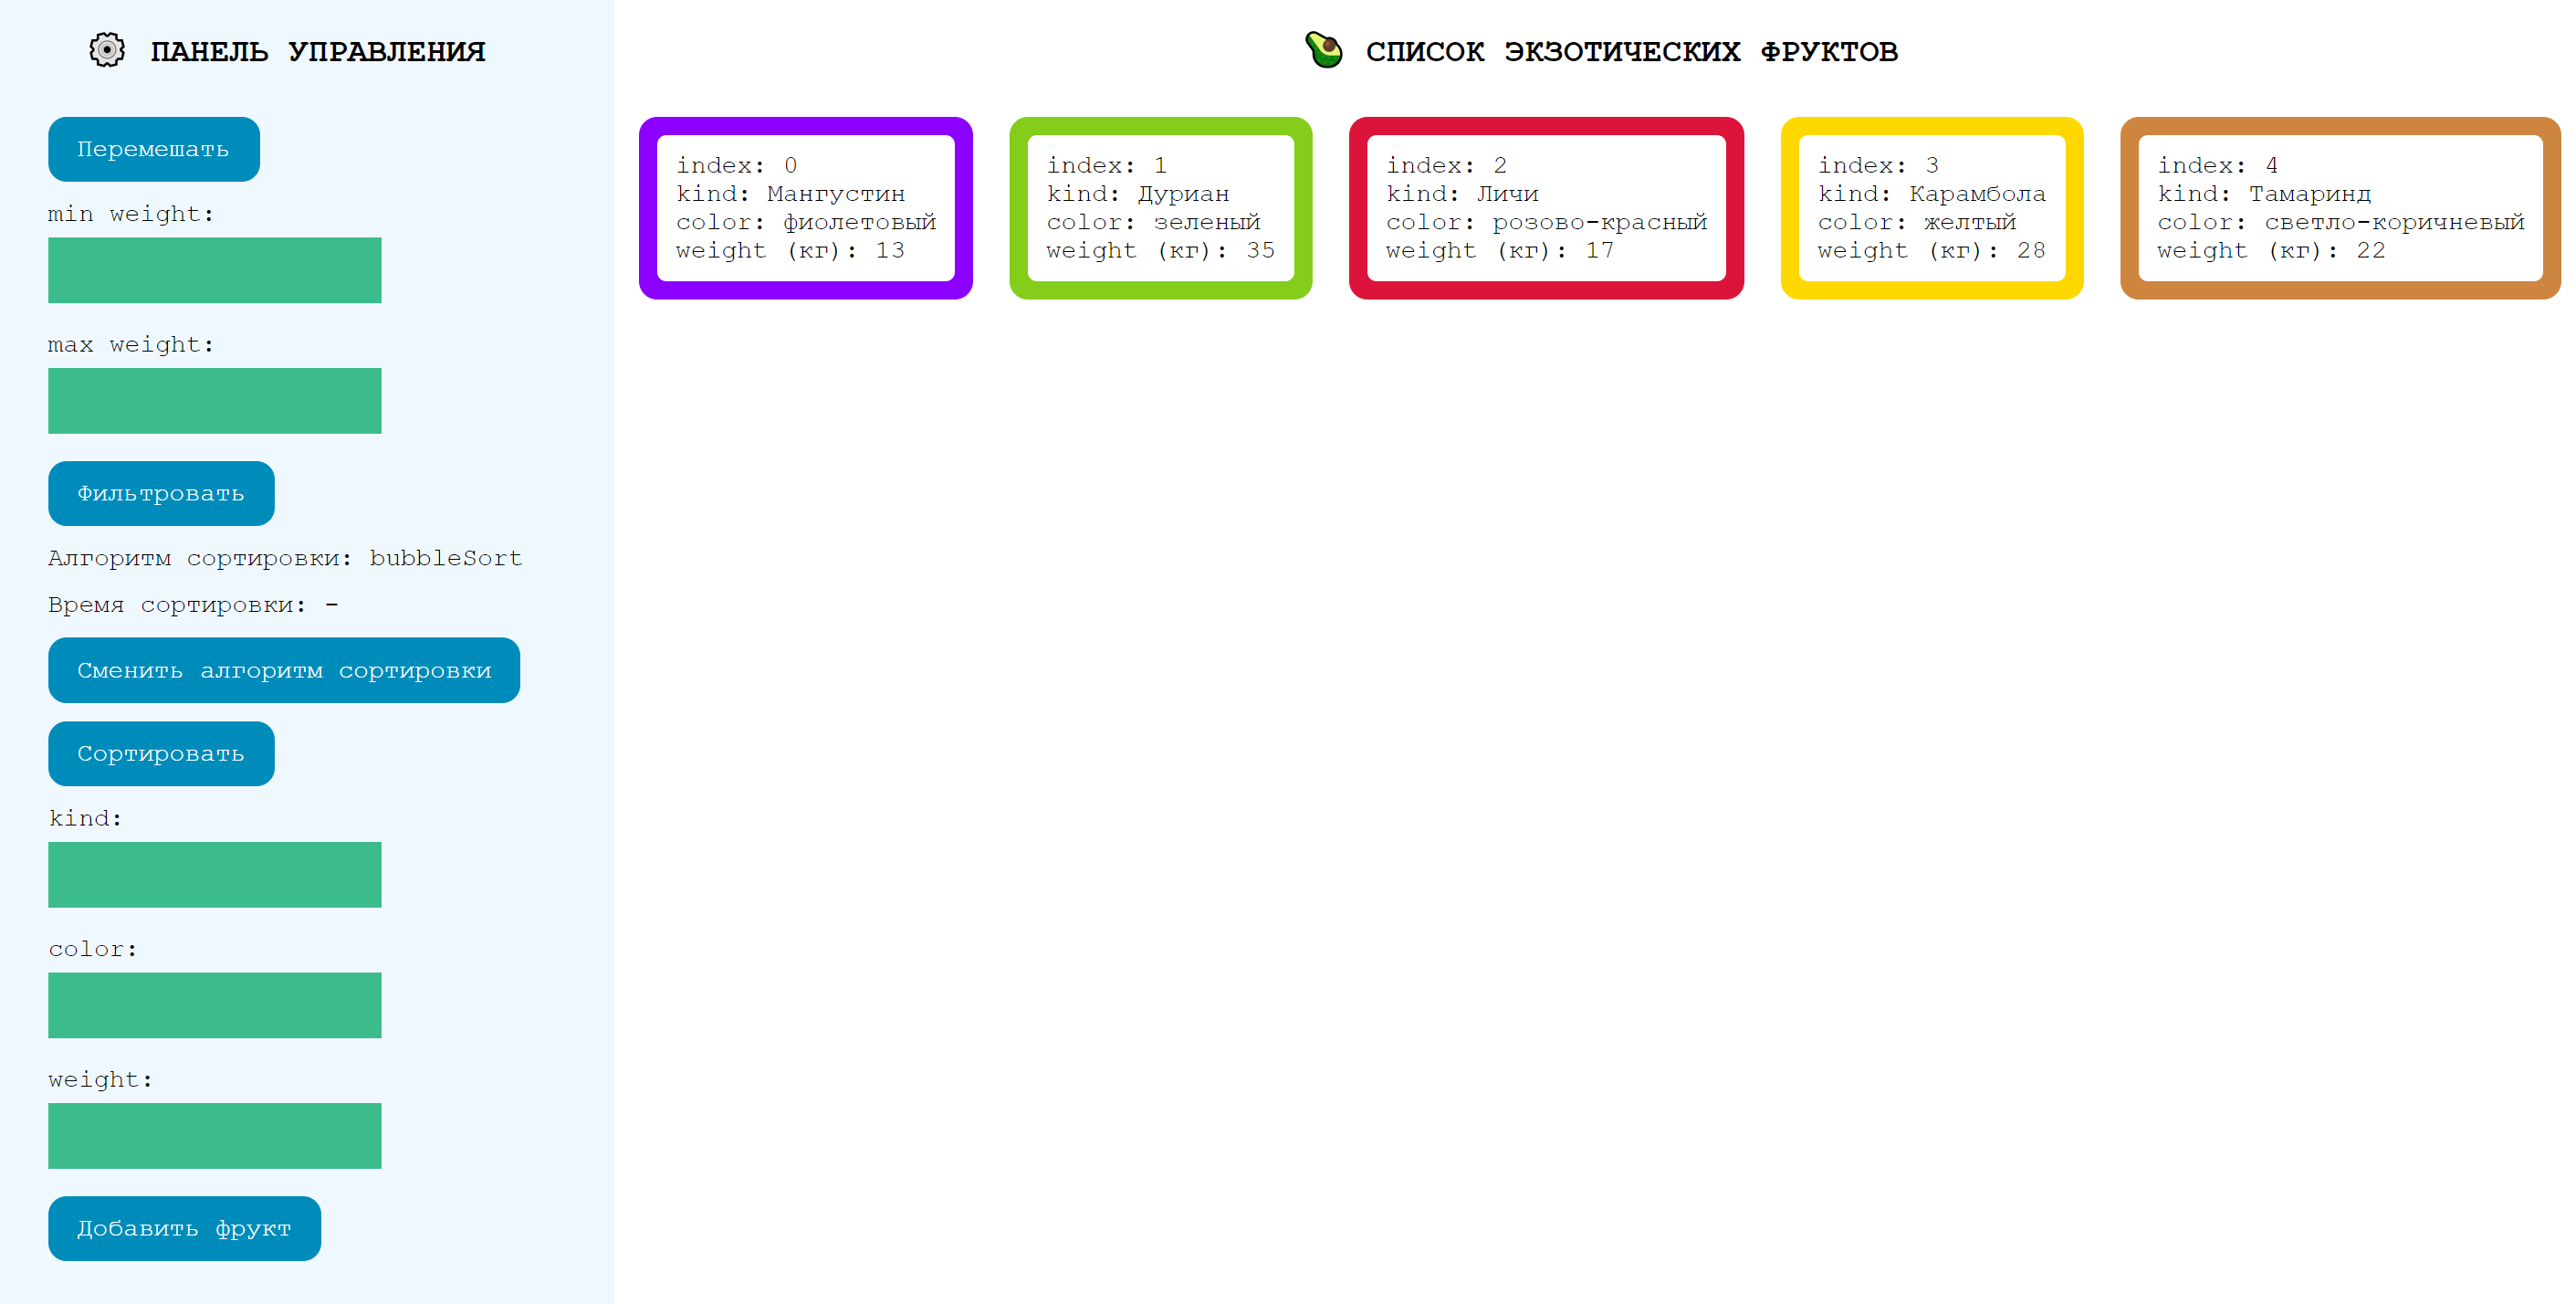 ПАНЕЛЬ УПРАВЛЕНИЯ
Перемешать
min weight:
max weight:
Фильтровать
Алгоритм сортировки: bubbleSort
Время сортировки: -
Сменить алгоритм сортировки
Сортировать
kind:
color:
weight:
Добавить фрукт
СПИСОК ЭКЗОТИЧЕСКИХ ФРУКТОВ
index: 0
kind: Мангустин
color: фиолетовый
weight (кг): 13
index: 1
kind: Дуриан
color: зеленый
weight (кг): 35
index: 2
kind: Личи
color: розово-красный
weight (кг): 17
index: 3
kind: Карамбола
color: желтый
weight (кг): 28
index: 4
kind: Тамаринд
color: светло-коричневый
weight (кг): 22